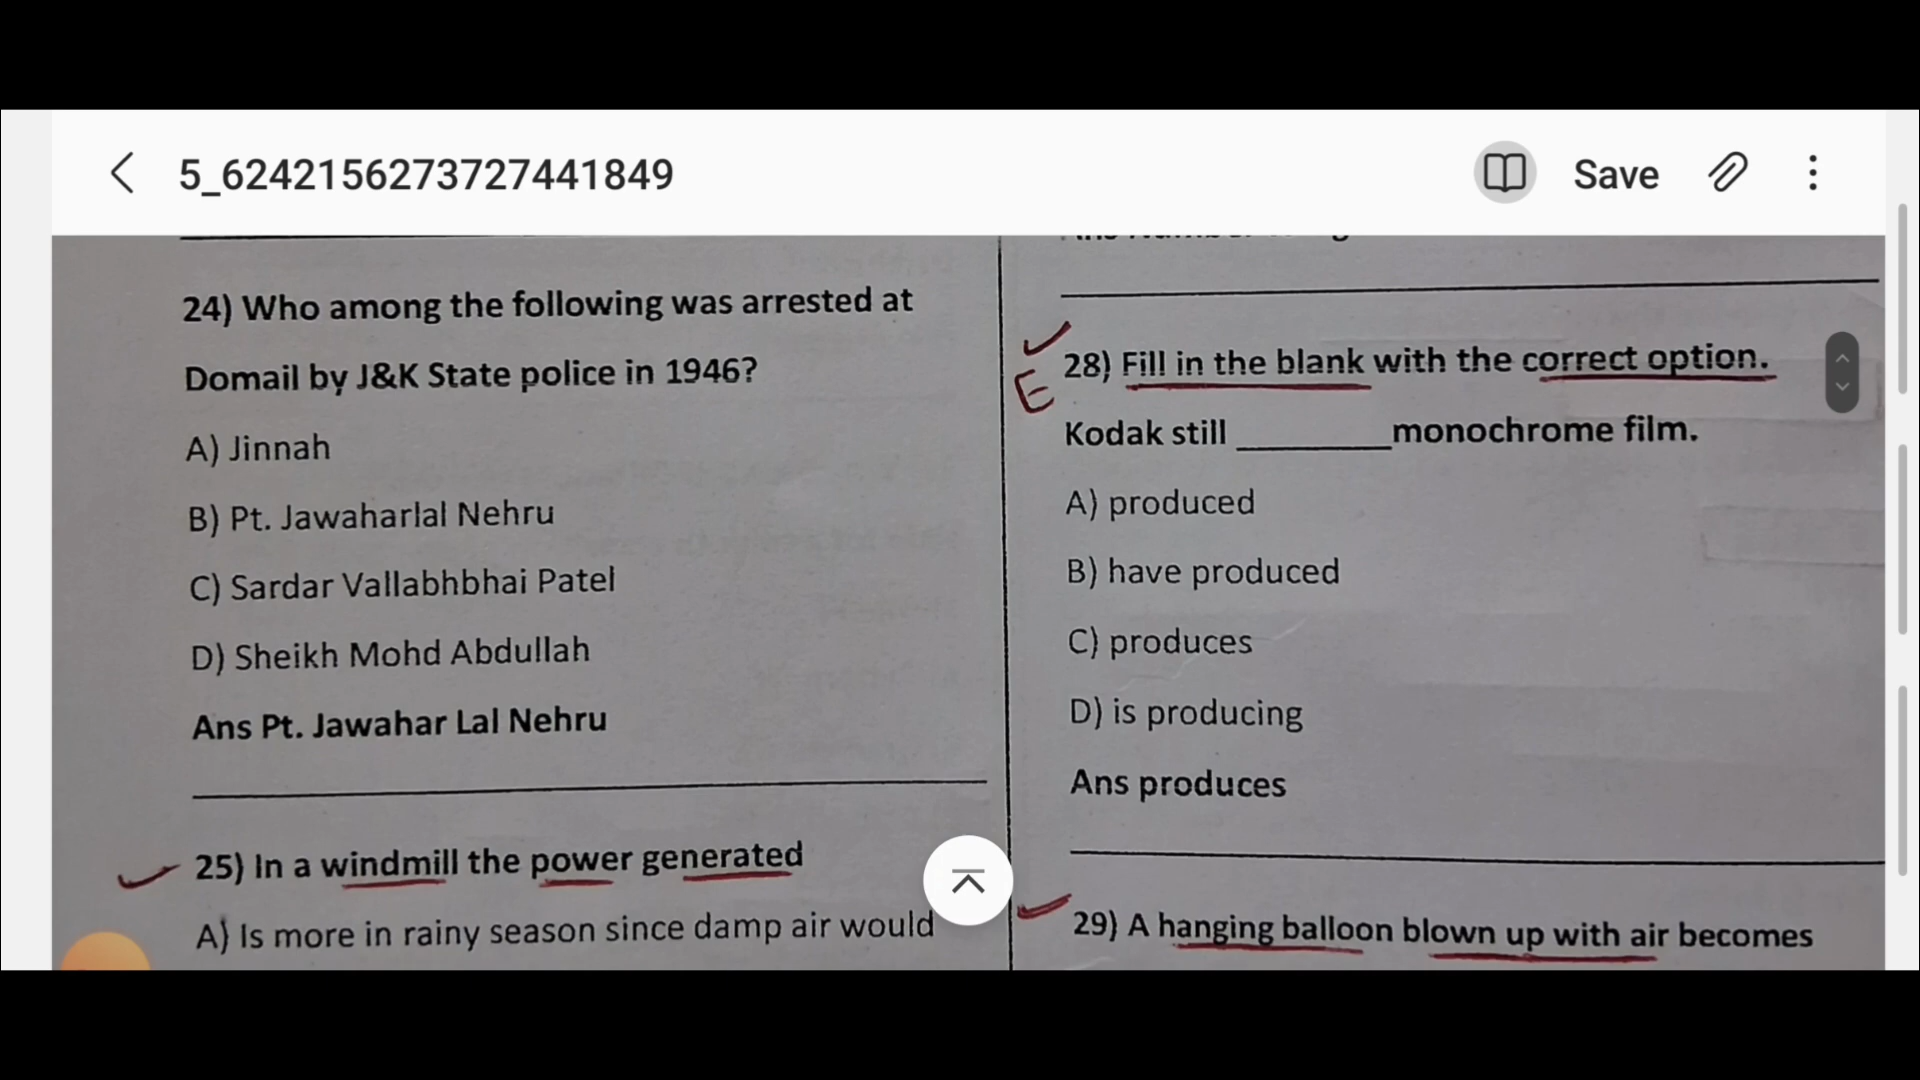 5_6242156273727441849
Save
24) Who among the following was arrested at
Domail by J&K State police in 1946?
A) Jinnah
B) Pt. Jawaharlal Nehru
C) Sardar Vallabhbhai Patel
D) Sheikh Mohd Abdullah
Ans Pt. Jawahar Lal Nehru
25) In a windmill the power generated
A) Is more in rainy season since damp air would
E
28) Fill in the blank with the correct option.
Kodak still ________monochrome film.
A) produced
B) have produced
C) produces
D) is producing
Ans produces
29) A hanging balloon blown up with air becomes